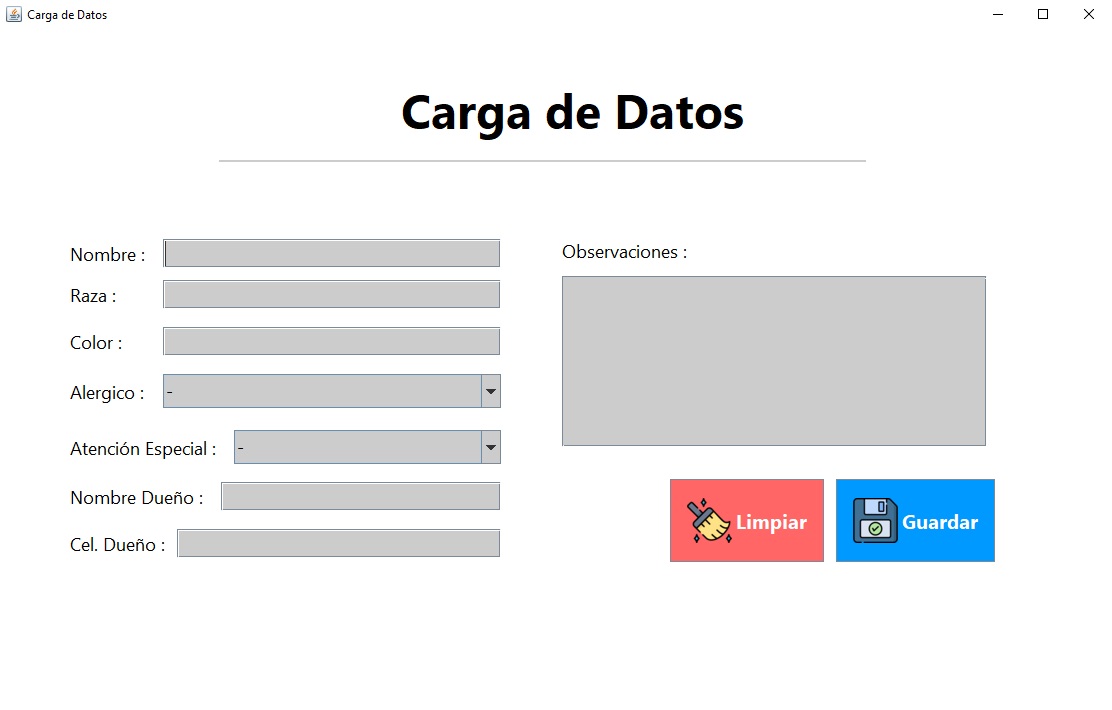 Carga de Datos
Carga de Datos
Nombre :
Raza :
Color :
Alergico : -
Atención Especial : -
Nombre Dueño :
Cel. Dueño :
Observaciones :
Limpiar
Guardar